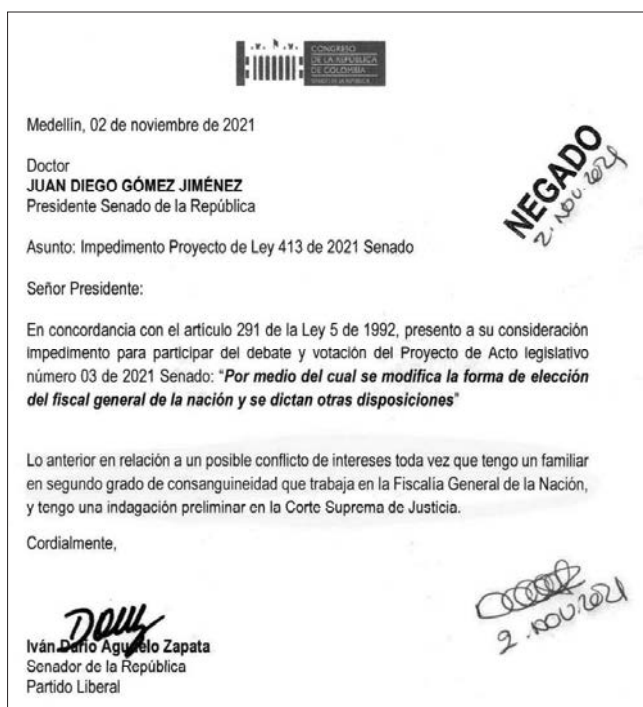 CONGRESO
DE LA REPÚBLICA
DE COLOMBIA
SENADO DE LA REPÚBLICA
Medellín, 02 de noviembre de 2021
NEGADO
2. NOV. 2021
Doctor
JUAN DIEGO GÓMEZ JIMÉNEZ
Presidente Senado de la República
Asunto: Impedimento Proyecto de Ley 413 de 2021 Senado
Señor Presidente:
En concordancia con el artículo 291 de la Ley 5 de 1992, presento a su consideración
impedimento para participar del debate y votación del Proyecto de Acto legislativo
número 03 de 2021 Senado: "Por medio del cual se modifica la forma de elección
del fiscal general de la nación y se dictan otras disposiciones"
Lo anterior en relación a un posible conflicto de intereses toda vez que tengo un familiar
en segundo grado de consanguineidad que trabaja en la Fiscalía General de la Nación,
y tengo una indagación preliminar en la Corte Suprema de Justicia.
Cordialmente,
2. NOV. 2021
Iván Darío Agudelo Zapata
Senador de la República
Partido Liberal